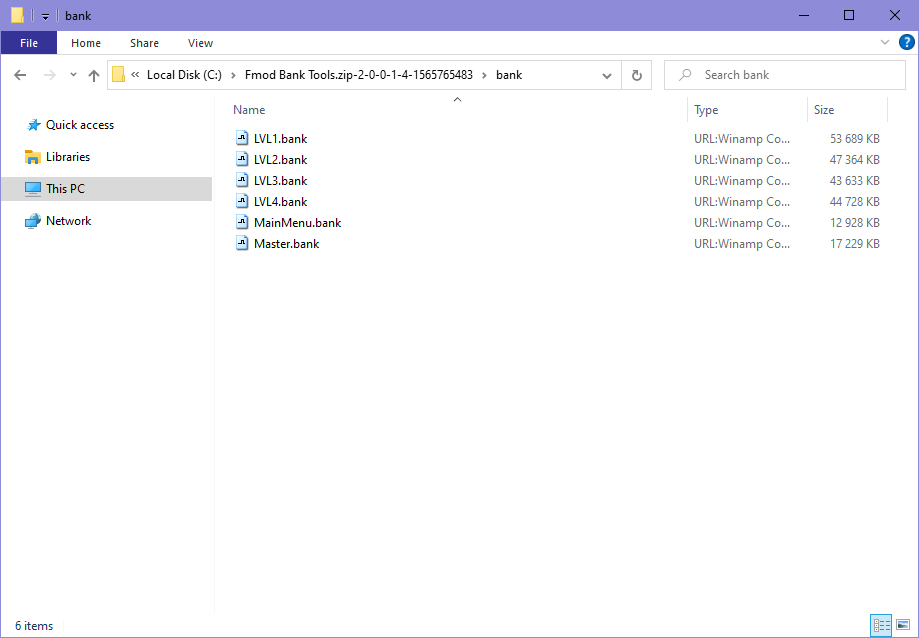 bank
File Home Share View
« Local Disk (C:) › Fmod Bank Tools.zip-2-0-0-1-4-1565765483 › bank Search bank
Name Type Size
Quick access
Libraries
This PC
Network
LVL1.bank URL:Winamp Co... 53 689 KB
LVL2.bank URL:Winamp Co... 47 364 KB
LVL3.bank URL:Winamp Co... 43 633 KB
LVL4.bank URL:Winamp Co... 44 728 KB
MainMenu.bank URL:Winamp Co... 12 928 KB
Master.bank URL:Winamp Co... 17 229 KB
6 items